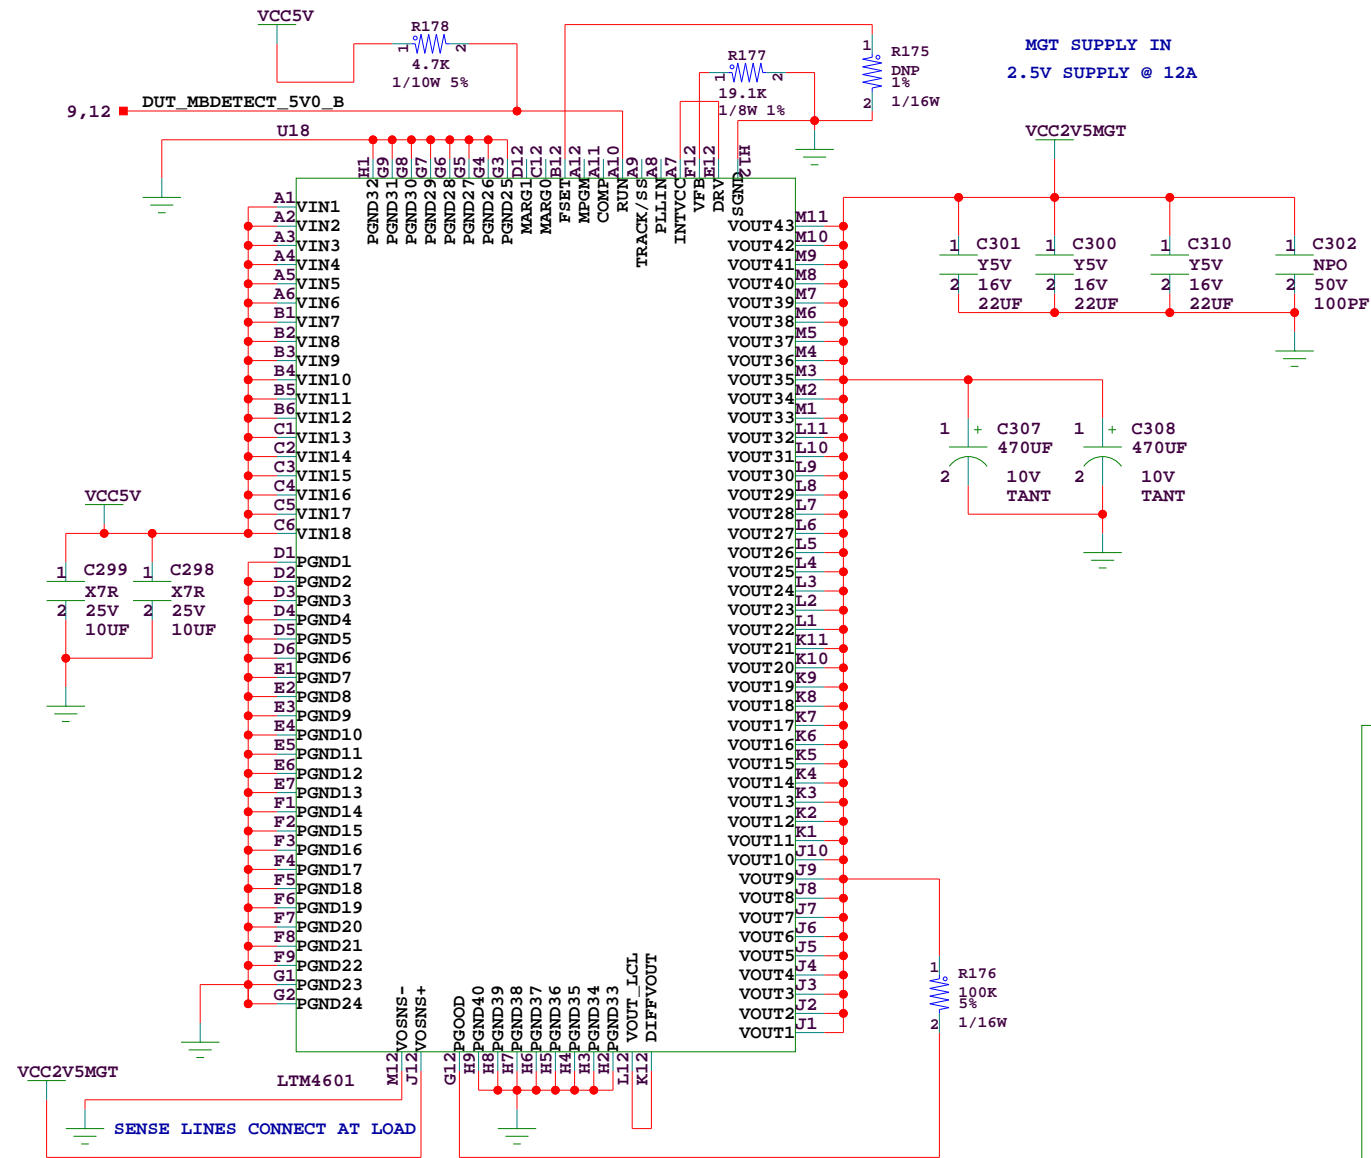 VCC5V
R178
1 2
4.7K
1/10W 5%
9,12 DUT_MBDETECT_5V0_B
U18
R177
1 2
19.1K
1/8W 1%
1 R175
DNP
1%
2 1/16W
MGT SUPPLY IN
2.5V SUPPLY @ 12A
VCC2V5MGT
H1 G9 G8 G7 G6 G5 G4 G3 D12 C12 B12 A12 A11 A10 A9 A8 A7 F12 E12 H12
PGND32 PGND31 PGND30 PGND29 PGND28 PGND27 PGND26 PGND25 MARG1 MARG0 FSET MPGM COMP RUN TRACK/SS PLLIN INTVCC VFB DRV SGND
A1 VIN1
A2 VIN2
A3 VIN3
A4 VIN4
A5 VIN5
A6 VIN6
B1 VIN7
B2 VIN8
B3 VIN9
B4 VIN10
B5 VIN11
B6 VIN12
C1 VIN13
C2 VIN14
C3 VIN15
C4 VIN16
C5 VIN17
C6 VIN18
D1 PGND1
D2 PGND2
D3 PGND3
D4 PGND4
D5 PGND5
D6 PGND6
E1 PGND7
E2 PGND8
E3 PGND9
E4 PGND10
E5 PGND11
E6 PGND12
E7 PGND13
F1 PGND14
F2 PGND15
F3 PGND16
F4 PGND17
F5 PGND18
F6 PGND19
F7 PGND20
F8 PGND21
F9 PGND22
G1 PGND23
G2 PGND24
VOUT43 M11
VOUT42 M10
VOUT41 M9
VOUT40 M8
VOUT39 M7
VOUT38 M6
VOUT37 M5
VOUT36 M4
VOUT35 M3
VOUT34 M2
VOUT33 M1
VOUT32 L11
VOUT31 L10
VOUT30 L9
VOUT29 L8
VOUT28 L7
VOUT27 L6
VOUT26 L5
VOUT25 L4
VOUT24 L3
VOUT23 L2
VOUT22 L1
VOUT21 K11
VOUT20 K10
VOUT19 K9
VOUT18 K8
VOUT17 K7
VOUT16 K6
VOUT15 K5
VOUT14 K4
VOUT13 K3
VOUT12 K2
VOUT11 K1
VOUT10 J10
VOUT9 J9
VOUT8 J8
VOUT7 J7
VOUT6 J6
VOUT5 J5
VOUT4 J4
VOUT3 J3
VOUT2 J2
VOUT1 J1
1 C301
Y5V
2 16V
22UF
1 C300
Y5V
2 16V
22UF
1 C310
Y5V
2 16V
22UF
1 C302
NPO
2 50V
100PF
1 + C307
470UF
2 10V
TANT
1 + C308
470UF
2 10V
TANT
VCC5V
1 C299
X7R
2 25V
10UF
1 C298
X7R
2 25V
10UF
1 R176
100K
5%
2 1/16W
VOSNS- VOSNS+ PGOOD PGND40 PGND39 PGND38 PGND37 PGND36 PGND35 PGND34 PGND33 VOUT_LCL DIFFVOUT
M12 J12 G12 H9 H8 H7 H6 H5 H4 H3 H2 L12 K12
VCC2V5MGT
LTM4601
SENSE LINES CONNECT AT LOAD